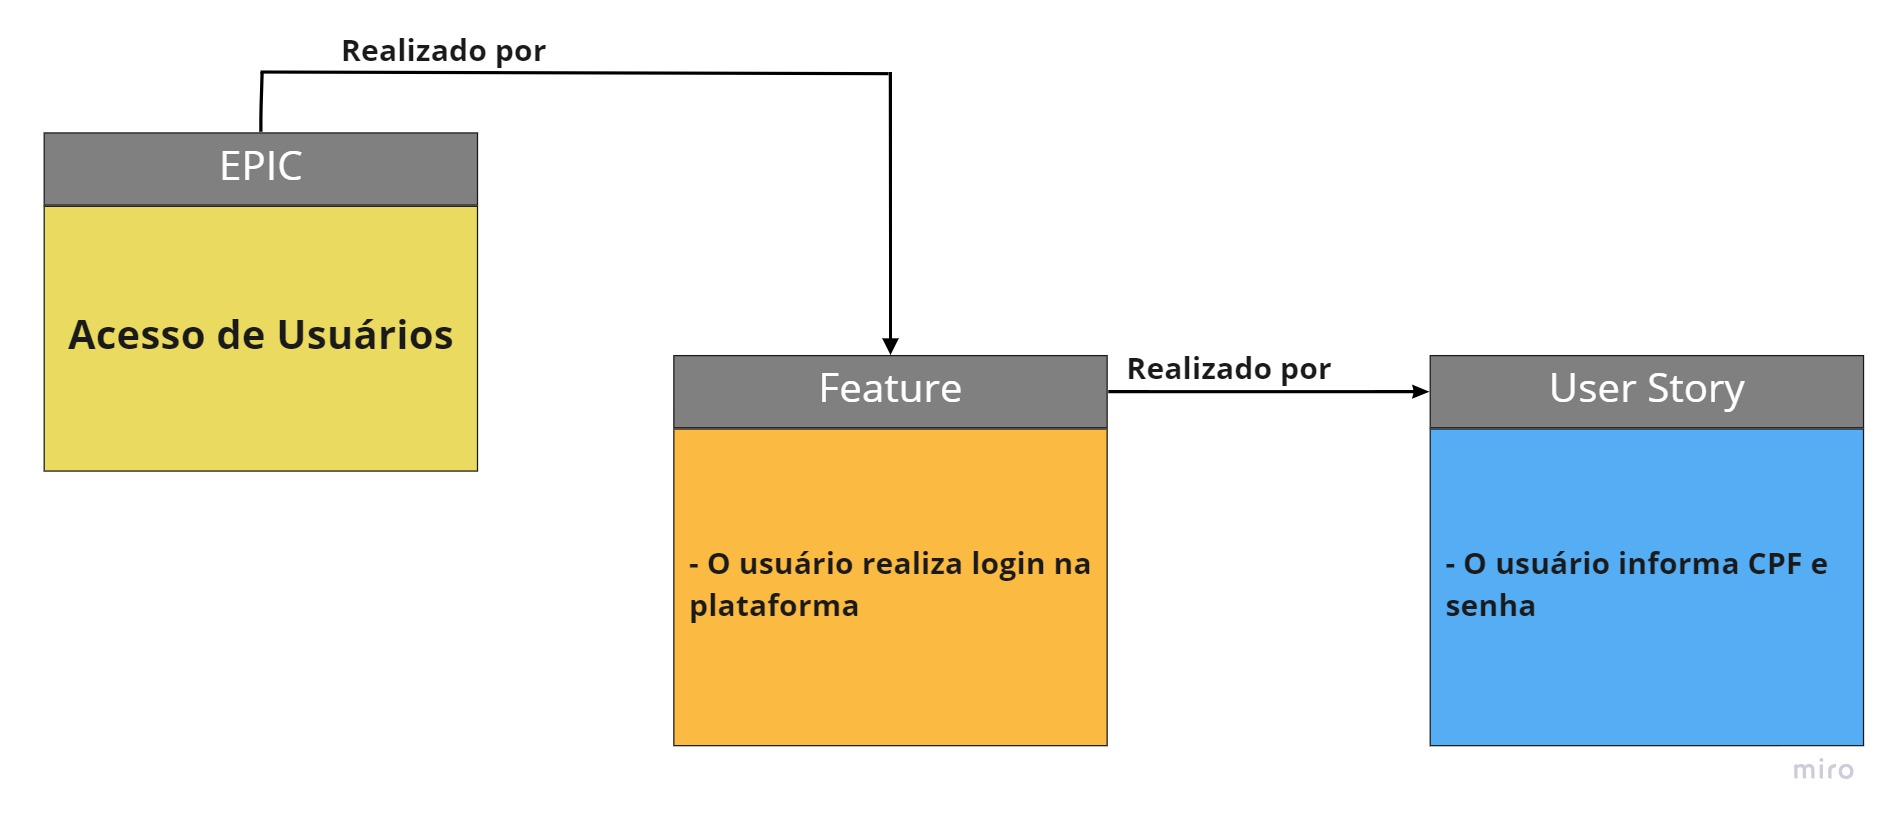 Realizado por
EPIC
Acesso de Usuários
Feature
- O usuário realiza login na
plataforma
Realizado por
User Story
- O usuário informa CPF e
senha
miro